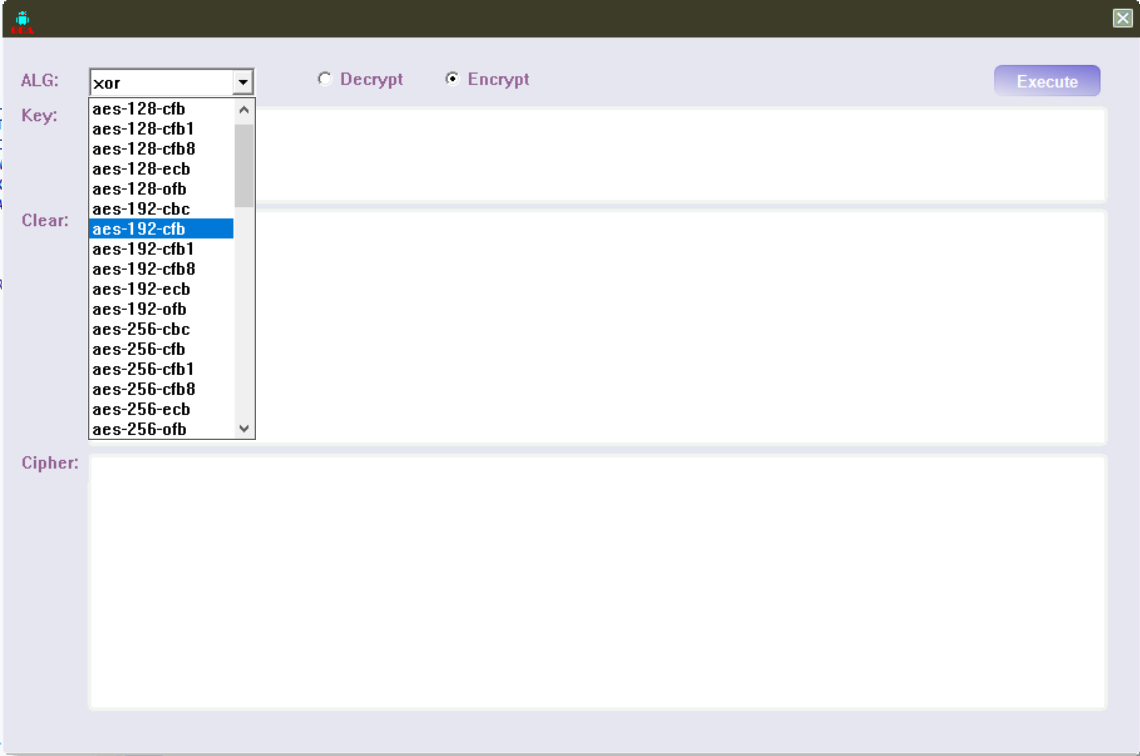 ALG:
xor
Decrypt
Encrypt
Execute
Key:
aes-128-cfb
aes-128-cfb1
aes-128-cfb8
aes-128-ecb
aes-128-ofb
aes-192-cbc
Clear:
aes-192-cfb
aes-192-cfb1
aes-192-cfb8
aes-192-ecb
aes-192-ofb
aes-256-cbc
aes-256-cfb
aes-256-cfb1
aes-256-cfb8
aes-256-ecb
aes-256-ofb
Cipher: